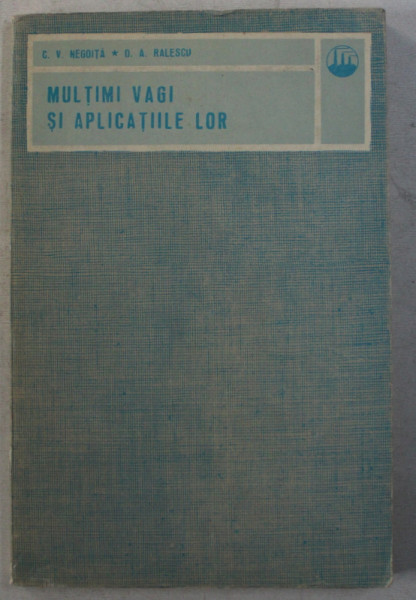 C. V. NEGOIȚĂ ★ D. A. RALESCU
MULȚIMI VAGI
ȘI APLICAȚIILE LOR